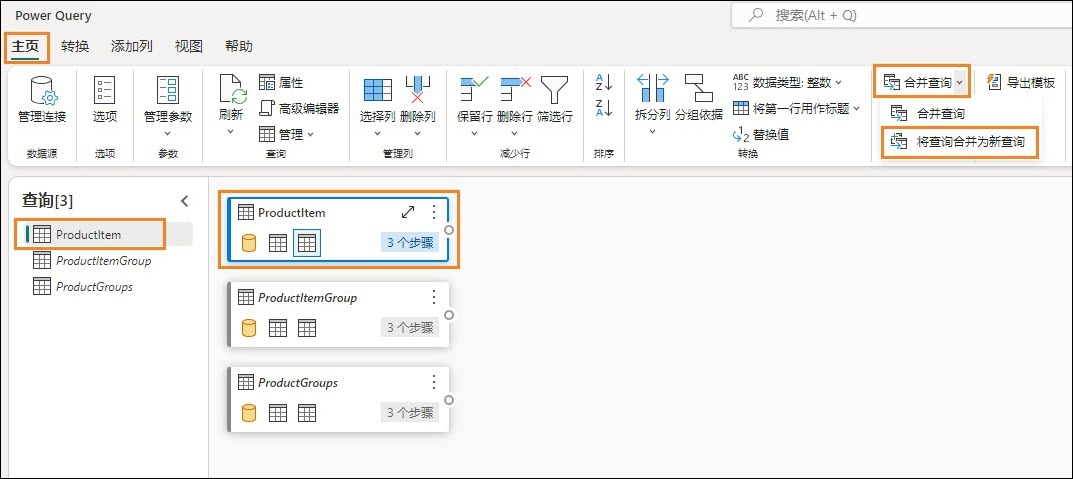 Power Query
搜索(Alt + Q)
主页 转换 添加列 视图 帮助
管理连接
数据源
选项
选项
管理参数
参数
刷新
属性
高级编辑器
管理
查询
选择列 删除列
管理列
保留行 删除行 筛选行
减少行
A
Z
Z
A
排序
拆分列 分组依据
ABC
123 数据类型: 整数
将第一行用作标题
1
2 替换值
转换
合并查询
合并查询
将查询合并为新查询
导出模板
查询[3]
ProductItem
ProductItemGroup
ProductGroups
ProductItem
3 个步骤
ProductItemGroup
3 个步骤
ProductGroups
3 个步骤